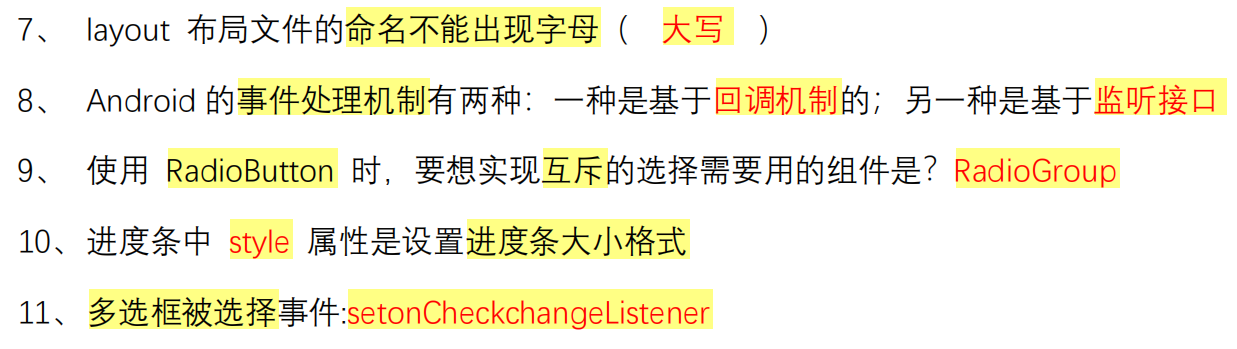 7、 layout 布局文件的命名不能出现字母（ 大写 ）
8、 Android 的事件处理机制有两种：一种是基于回调机制的；另一种是基于监听接口
9、 使用 RadioButton 时，要想实现互斥的选择需要用的组件是？RadioGroup
10、进度条中 style 属性是设置进度条大小格式
11、多选框被选择事件:setonCheckchangeListener